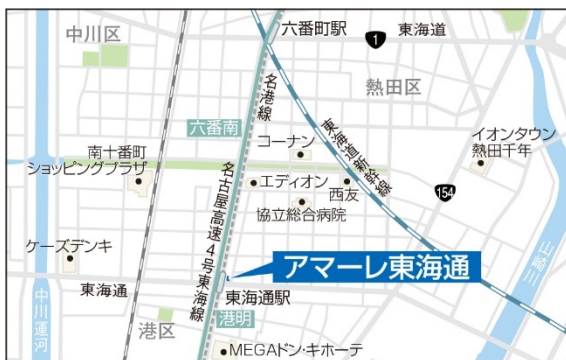 中川区
六番町駅
1
東海道
名港線
熱田区
六番南
コーナン
東海道新幹線
イオンタウン
熱田千年
南十番町
ショッピングプラザ
エディオン
西友
154
協立総合病院
名古屋高速4号東海線
山崎川
ケーズデンキ
アマーレ東海通
東海通
東海通駅
中川運河
港区
港明
MEGAドン・キホーテ